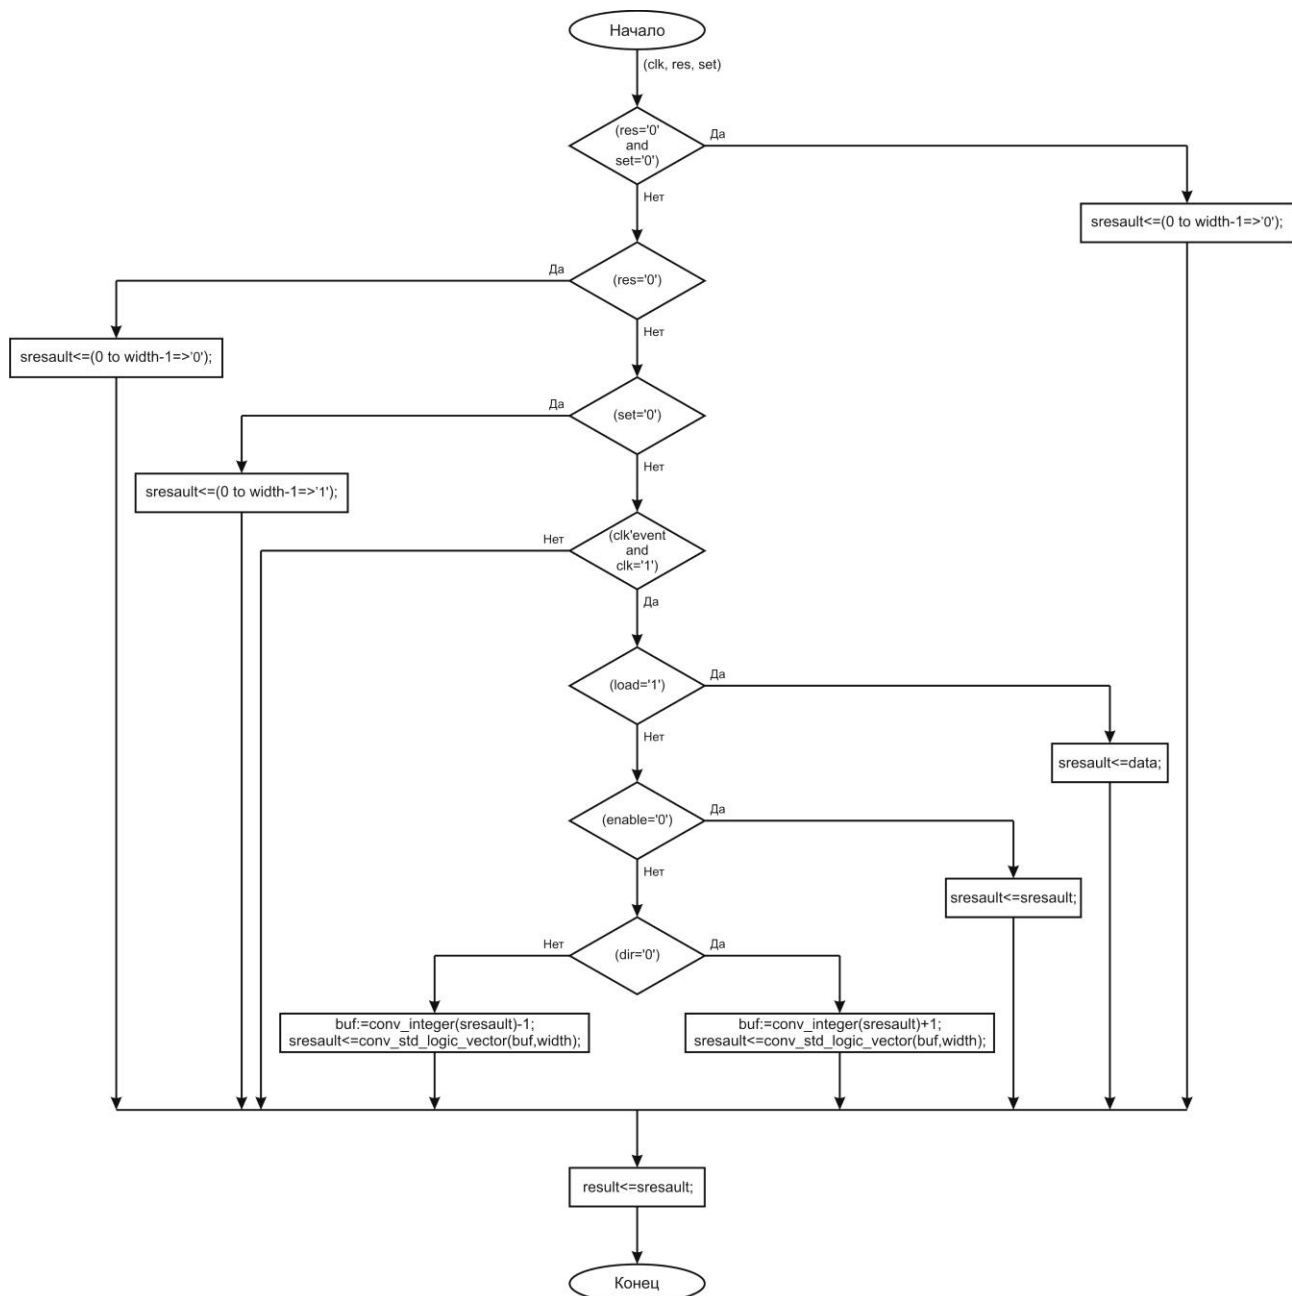 Начало
(clk, res, set)
(res='0'
and
set='0')
Да
Нет
sresault<=(0 to width-1=>'0');
Да
(res='0')
Нет
sresault<=(0 to width-1=>'0');
Да
(set='0')
Нет
sresault<=(0 to width-1=>'1');
Нет
(clk'event
and
clk='1')
Да
(load='1')
Да
Нет
sresault<=data;
(enable='0')
Да
Нет
sresault<=sresault;
Нет
(dir='0')
Да
buf:=conv_integer(sresault)-1;
sresault<=conv_std_logic_vector(buf,width);
buf:=conv_integer(sresault)+1;
sresault<=conv_std_logic_vector(buf,width);
result<=sresault;
Конец